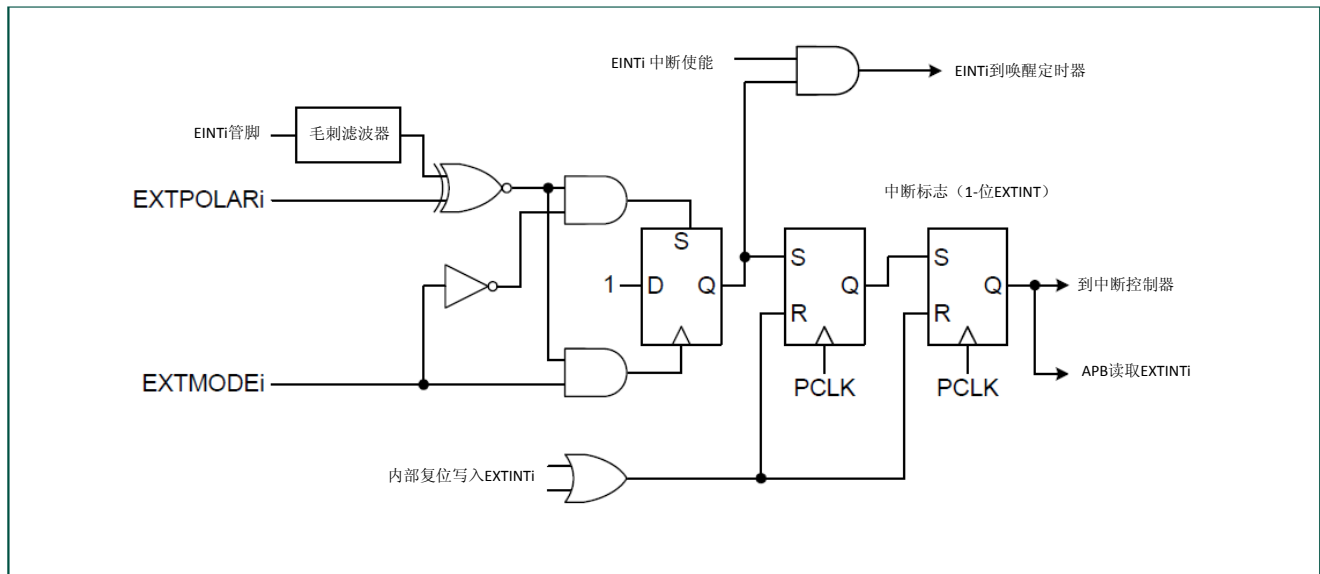 EINTi 中断使能
EINTi到唤醒定时器
EINTi管脚
毛刺滤波器
EXTPOLARi
中断标志（1-位EXTINT）
S
1
D
Q
S
Q
R
S
Q
R
到中断控制器
EXTMODEi
PCLK
PCLK
APB读取EXTINTi
内部复位写入EXTINTi